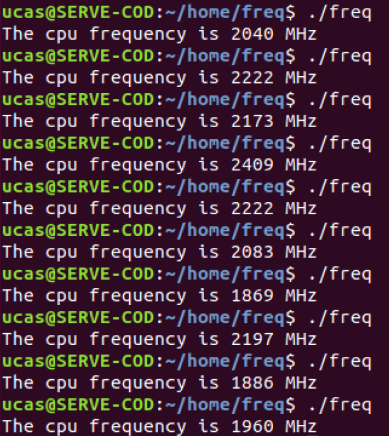 ucas@SERVE-COD:~/home/freq$ ./freq
The cpu frequency is 2040 MHz
ucas@SERVE-COD:~/home/freq$ ./freq
The cpu frequency is 2222 MHz
ucas@SERVE-COD:~/home/freq$ ./freq
The cpu frequency is 2173 MHz
ucas@SERVE-COD:~/home/freq$ ./freq
The cpu frequency is 2409 MHz
ucas@SERVE-COD:~/home/freq$ ./freq
The cpu frequency is 2222 MHz
ucas@SERVE-COD:~/home/freq$ ./freq
The cpu frequency is 2083 MHz
ucas@SERVE-COD:~/home/freq$ ./freq
The cpu frequency is 1869 MHz
ucas@SERVE-COD:~/home/freq$ ./freq
The cpu frequency is 2197 MHz
ucas@SERVE-COD:~/home/freq$ ./freq
The cpu frequency is 1886 MHz
ucas@SERVE-COD:~/home/freq$ ./freq
The cpu frequency is 1960 MHz